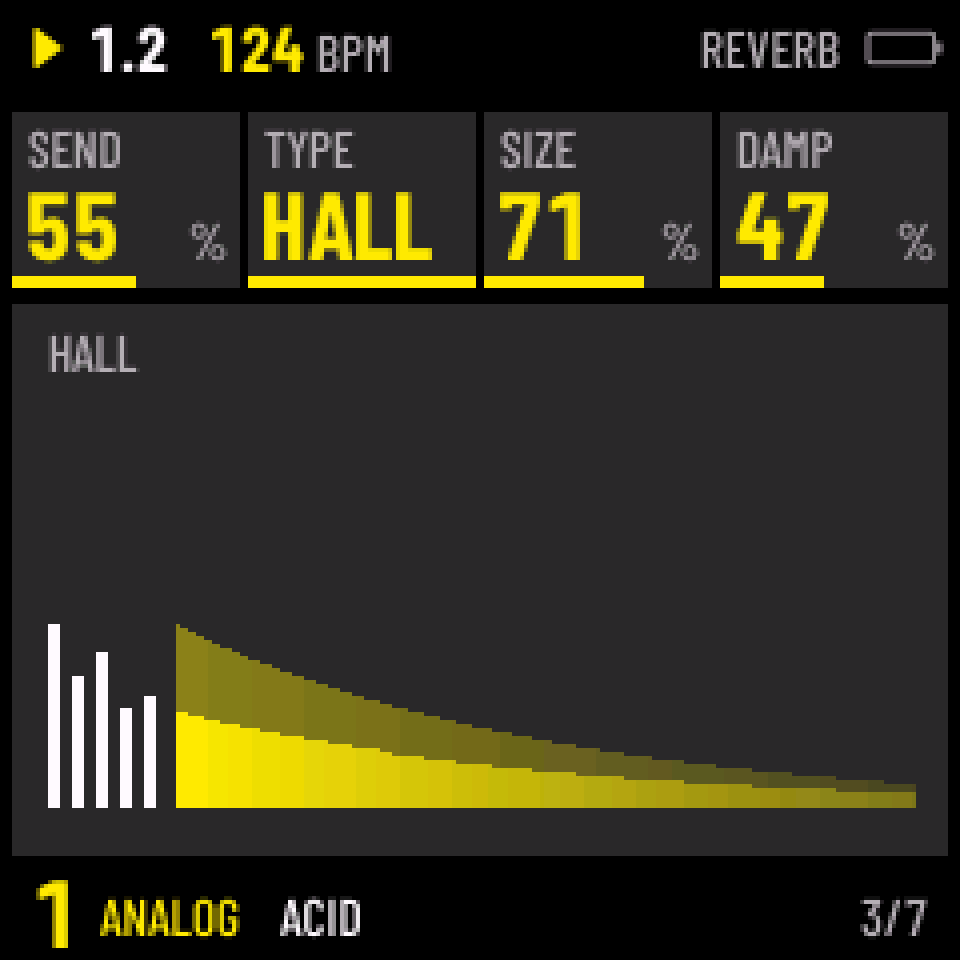 1.2 124 BPM REVERB
SEND TYPE SIZE DAMP
55 % HALL 71 % 47 %
HALL
1 ANALOG ACID 3/7